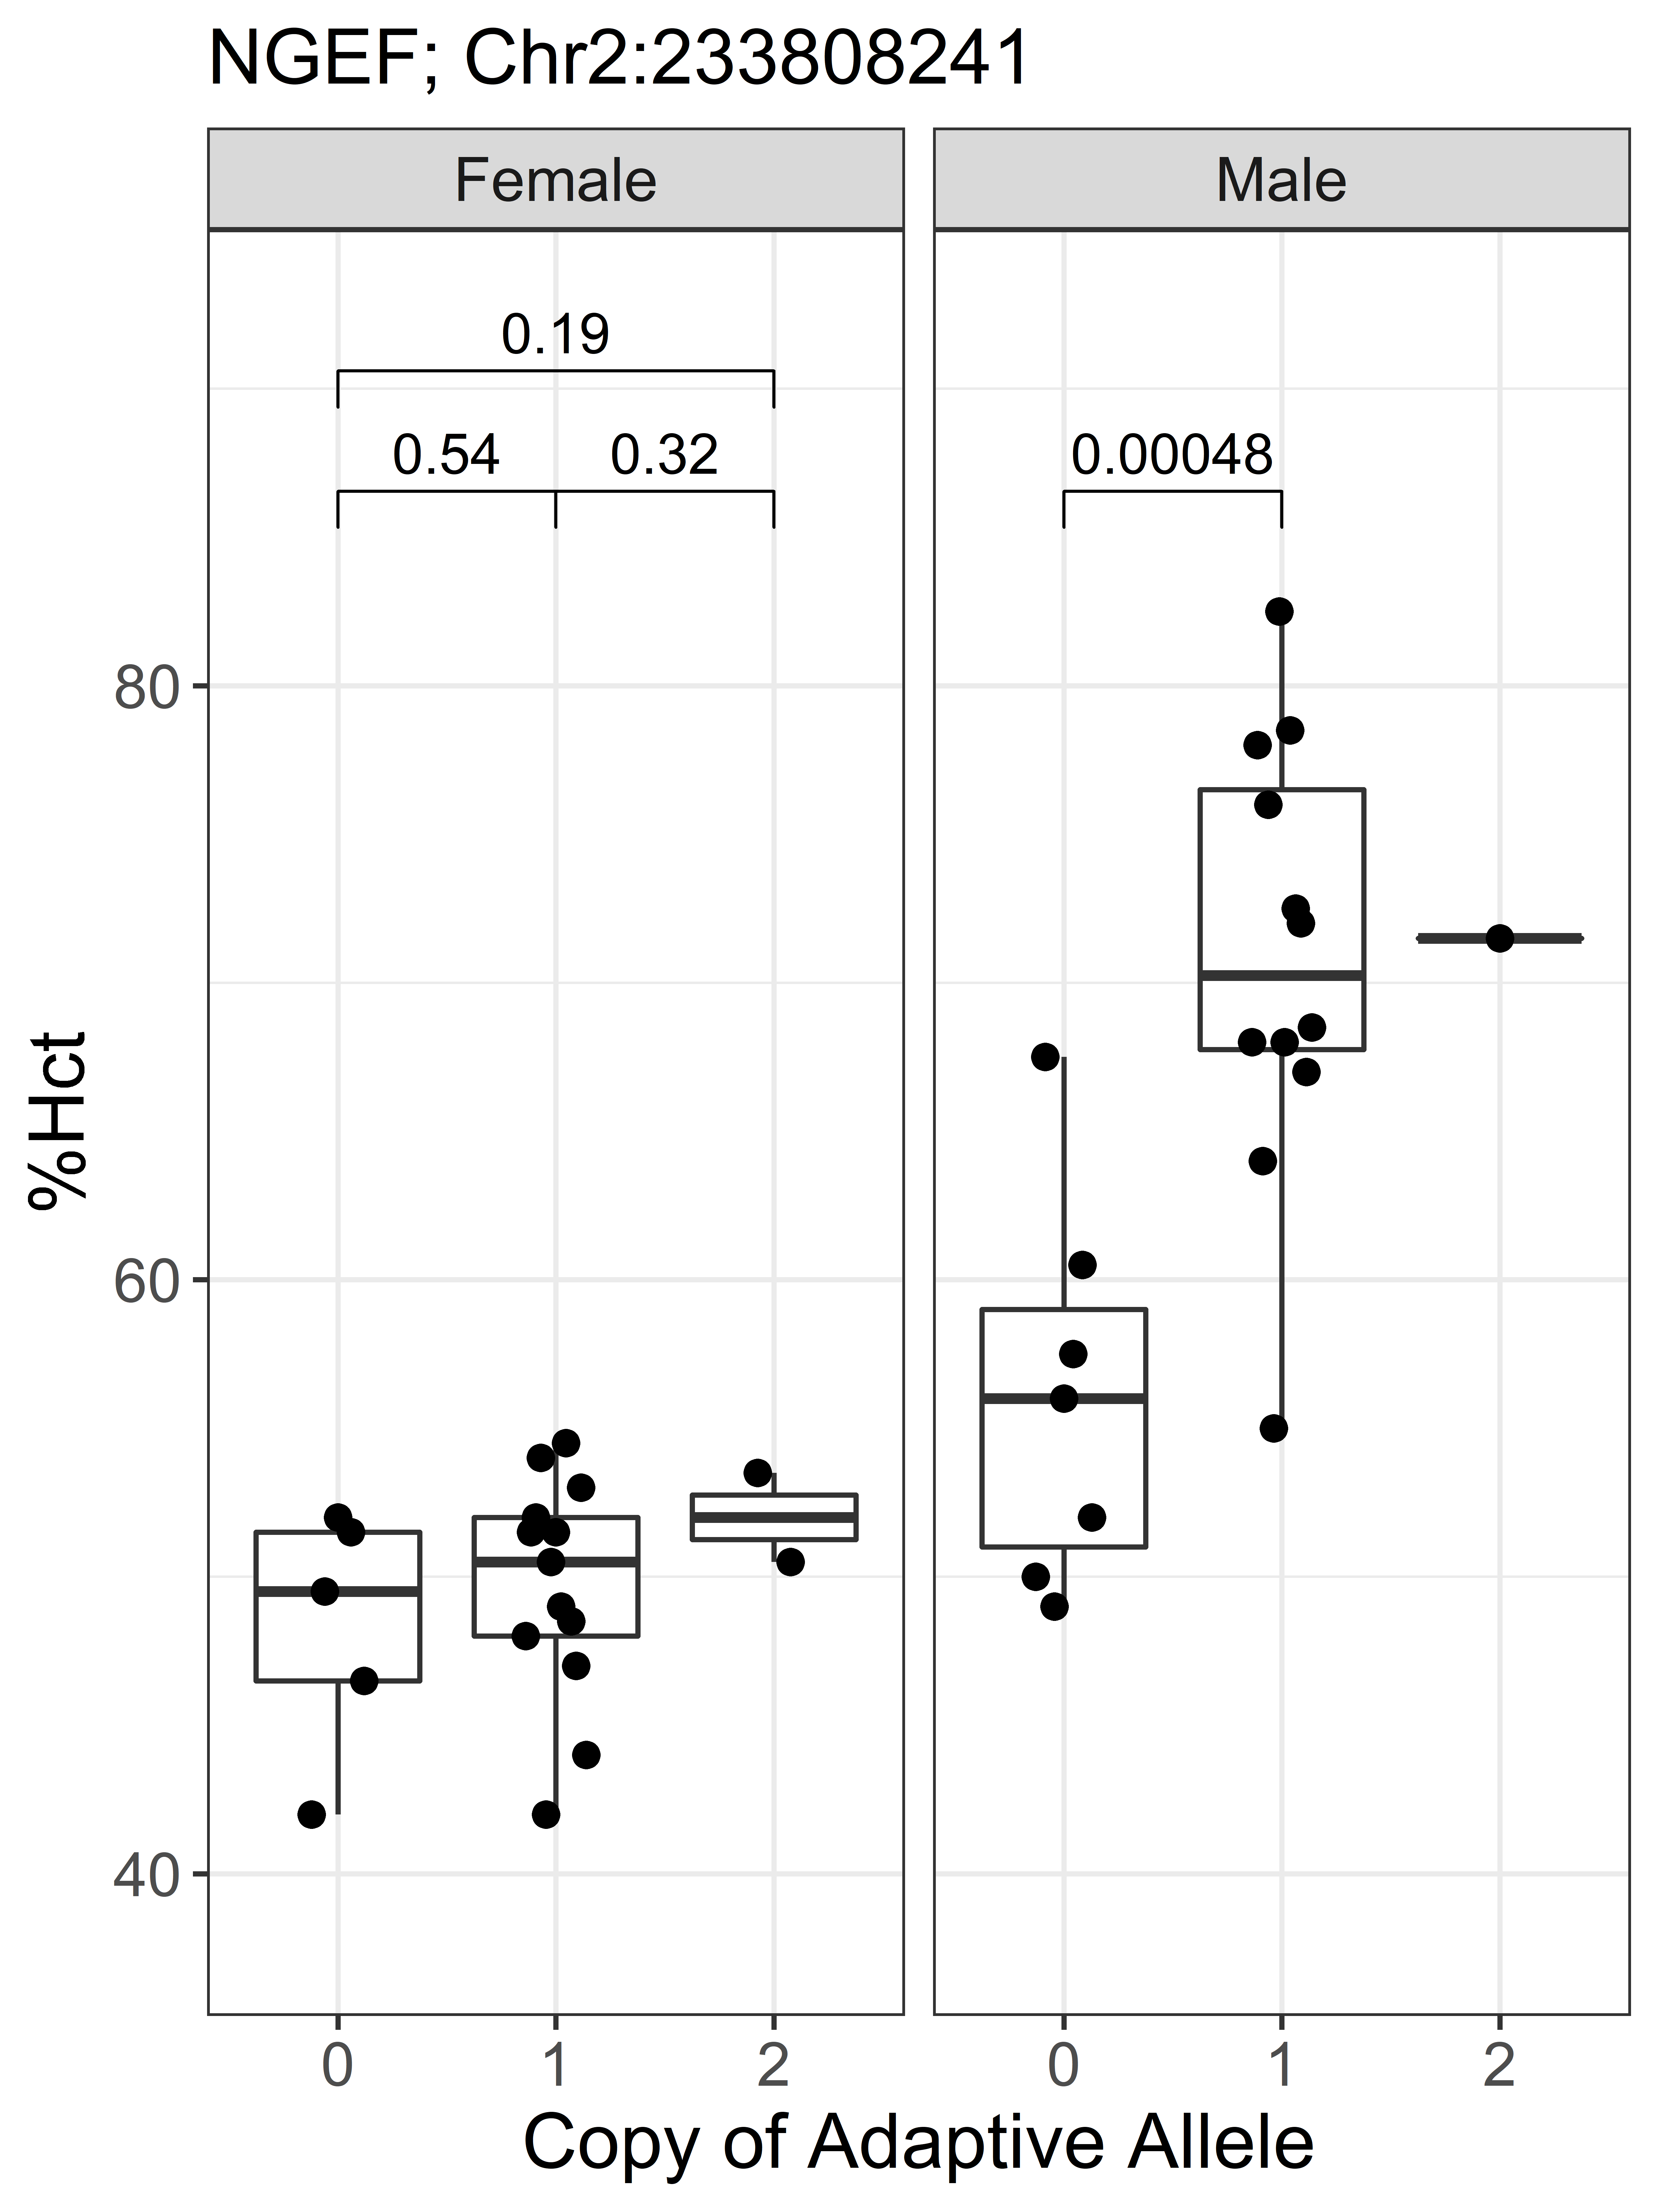 NGEF; Chr2:233808241
Female
Male
0.19
0.54
0.32
0.00048
%Hct
80
60
40
0
1
2
0
1
2
Copy of Adaptive Allele